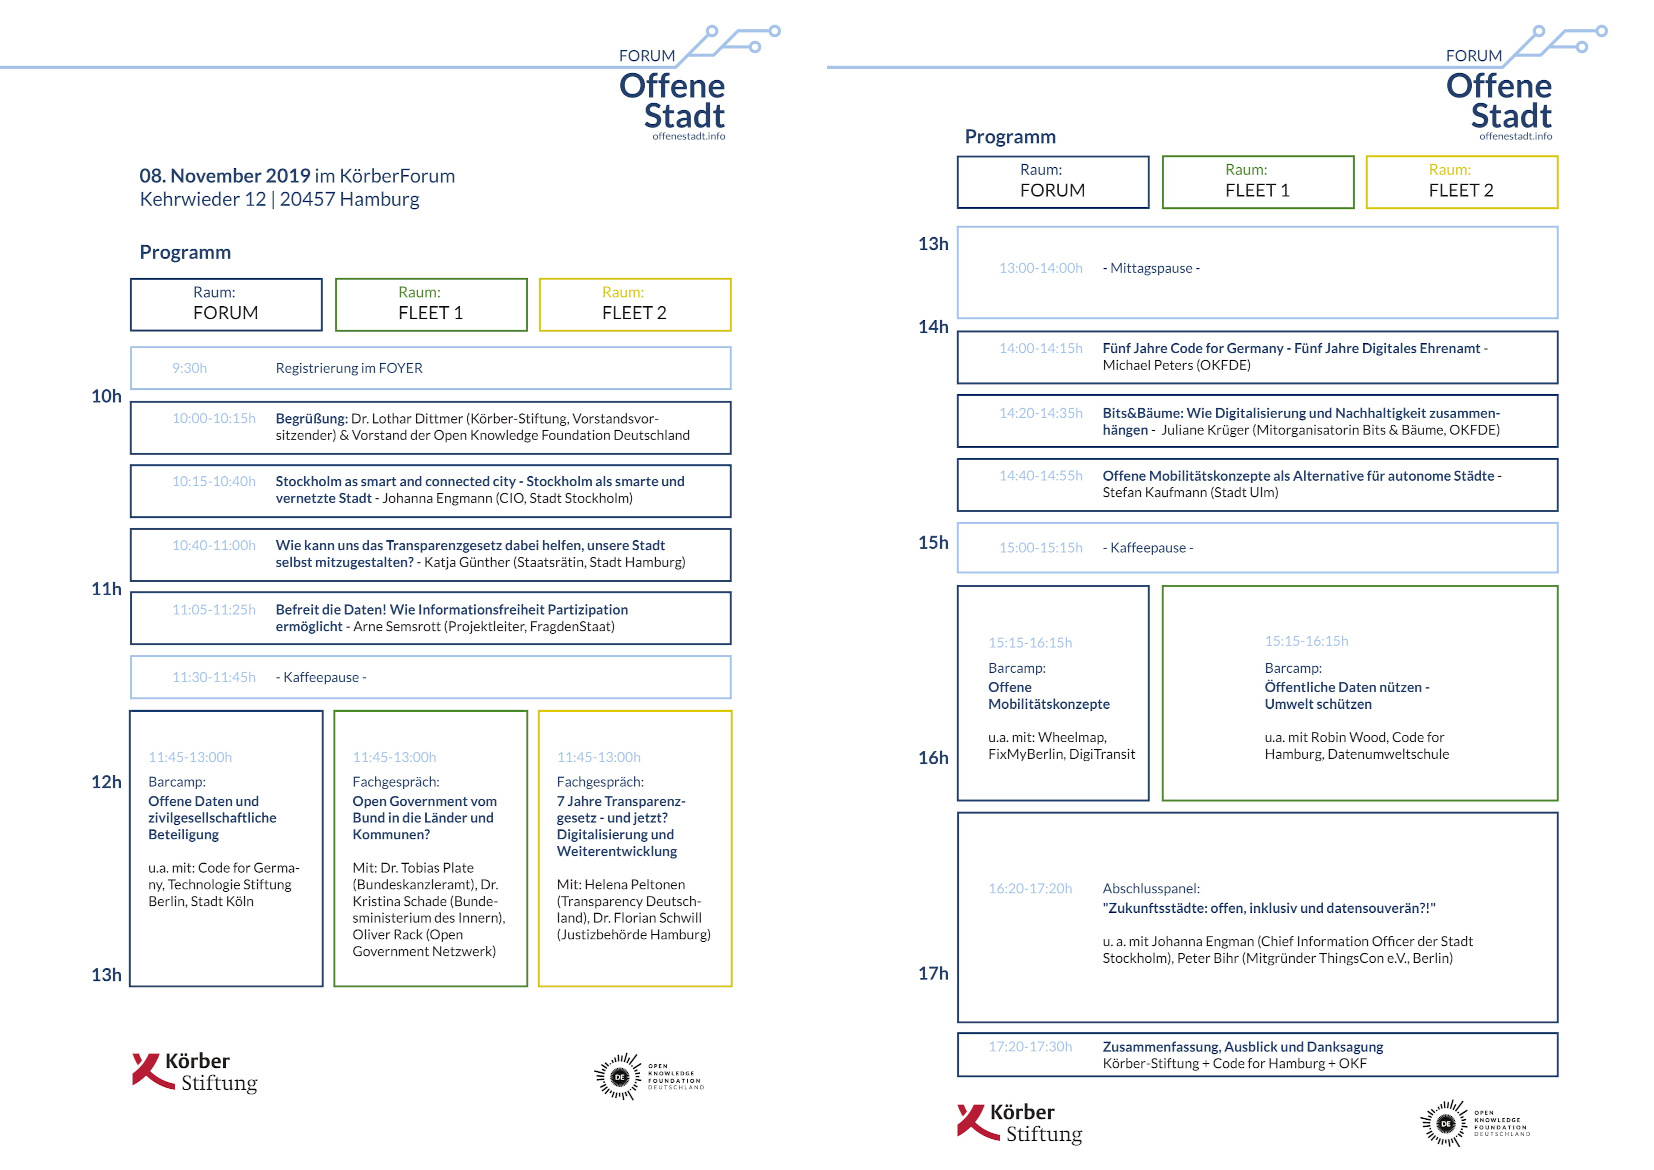 FORUM
Offene
Stadt
offenestadt.info
08. November 2019 im KörberForum
Kehrwieder 12 | 20457 Hamburg
Programm
Raum:
FORUM
Raum:
FLEET 1
Raum:
FLEET 2
9:30h Registrierung im FOYER
10h
10:00-10:15h Begrüßung: Dr. Lothar Dittmer (Körber-Stiftung, Vorstandsvor-
sitzender) & Vorstand der Open Knowledge Foundation Deutschland
10:15-10:40h Stockholm as smart and connected city - Stockholm als smarte und
vernetzte Stadt - Johanna Engmann (CIO, Stadt Stockholm)
10:40-11:00h Wie kann uns das Transparenzgesetz dabei helfen, unsere Stadt
selbst mitzugestalten? - Katja Günther (Staatsrätin, Stadt Hamburg)
11h
11:05-11:25h Befreit die Daten! Wie Informationsfreiheit Partizipation
ermöglicht - Arne Semsrott (Projektleiter, FragdenStaat)
11:30-11:45h - Kaffeepause -
11:45-13:00h
12h
Barcamp:
Offene Daten und
zivilgesellschaftliche
Beteiligung
u.a. mit: Code for Germa-
ny, Technologie Stiftung
Berlin, Stadt Köln
11:45-13:00h
Fachgespräch:
Open Government vom
Bund in die Länder und
Kommunen?
Mit: Dr. Tobias Plate
(Bundeskanzleramt), Dr.
Kristina Schade (Bunde-
sministerium des Innern),
Oliver Rack (Open
Government Netzwerk)
11:45-13:00h
Fachgespräch:
7 Jahre Transparenz-
gesetz - und jetzt?
Digitalisierung und
Weiterentwicklung
Mit: Helena Peltonen
(Transparency Deutsch-
land), Dr. Florian Schwill
(Justizbehörde Hamburg)
13h
Körber
Stiftung
DE
OPEN
KNOWLEDGE
FOUNDATION
DEUTSCHLAND
FORUM
Offene
Stadt
offenestadt.info
Programm
Raum:
FORUM
Raum:
FLEET 1
Raum:
FLEET 2
13h
13:00-14:00h - Mittagspause -
14h
14:00-14:15h Fünf Jahre Code for Germany - Fünf Jahre Digitales Ehrenamt -
Michael Peters (OKFDE)
14:20-14:35h Bits&Bäume: Wie Digitalisierung und Nachhaltigkeit zusammen-
hängen - Juliane Krüger (Mitorganisatorin Bits & Bäume, OKFDE)
14:40-14:55h Offene Mobilitätskonzepte als Alternative für autonome Städte -
Stefan Kaufmann (Stadt Ulm)
15h
15:00-15:15h - Kaffeepause -
15:15-16:15h
Barcamp:
Offene
Mobilitätskonzepte
u.a. mit: Wheelmap,
FixMyBerlin, DigiTransit
15:15-16:15h
Barcamp:
Öffentliche Daten nützen -
Umwelt schützen
u.a. mit Robin Wood, Code for
Hamburg, Datenumweltschule
16h
16:20-17:20h Abschlusspanel:
"Zukunftsstädte: offen, inklusiv und datensouverän?!"
u. a. mit Johanna Engman (Chief Information Officer der Stadt
Stockholm), Peter Bihr (Mitgründer ThingsCon e.V., Berlin)
17h
17:20-17:30h Zusammenfassung, Ausblick und Danksagung
Körber-Stiftung + Code for Hamburg + OKF
Körber
Stiftung
DE
OPEN
KNOWLEDGE
FOUNDATION
DEUTSCHLAND